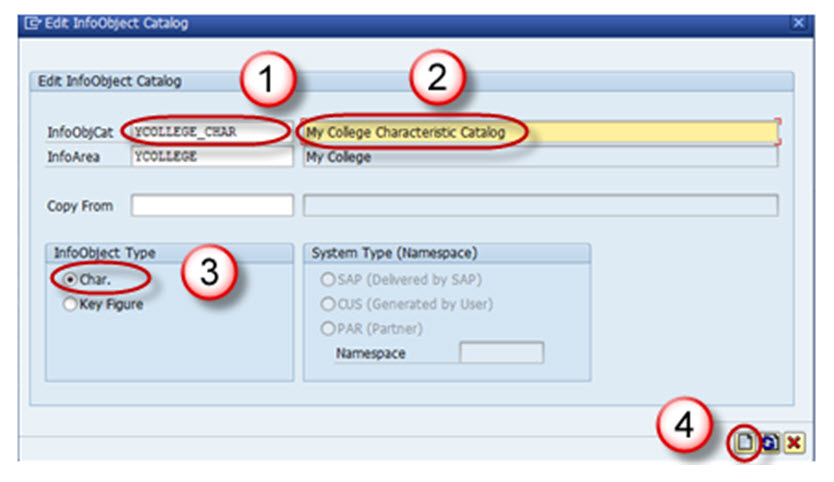 Edit InfoObject Catalog
1
2
Edit InfoObject Catalog
InfoObjCat YCOLLEGE_CHAR My College Characteristic Catalog
InfoArea YCOLLEGE My College
Copy From
InfoObject Type
3
Char.
Key Figure
System Type (Namespace)
SAP (Delivered by SAP)
CUS (Generated by User)
PAR (Partner)
Namespace
4